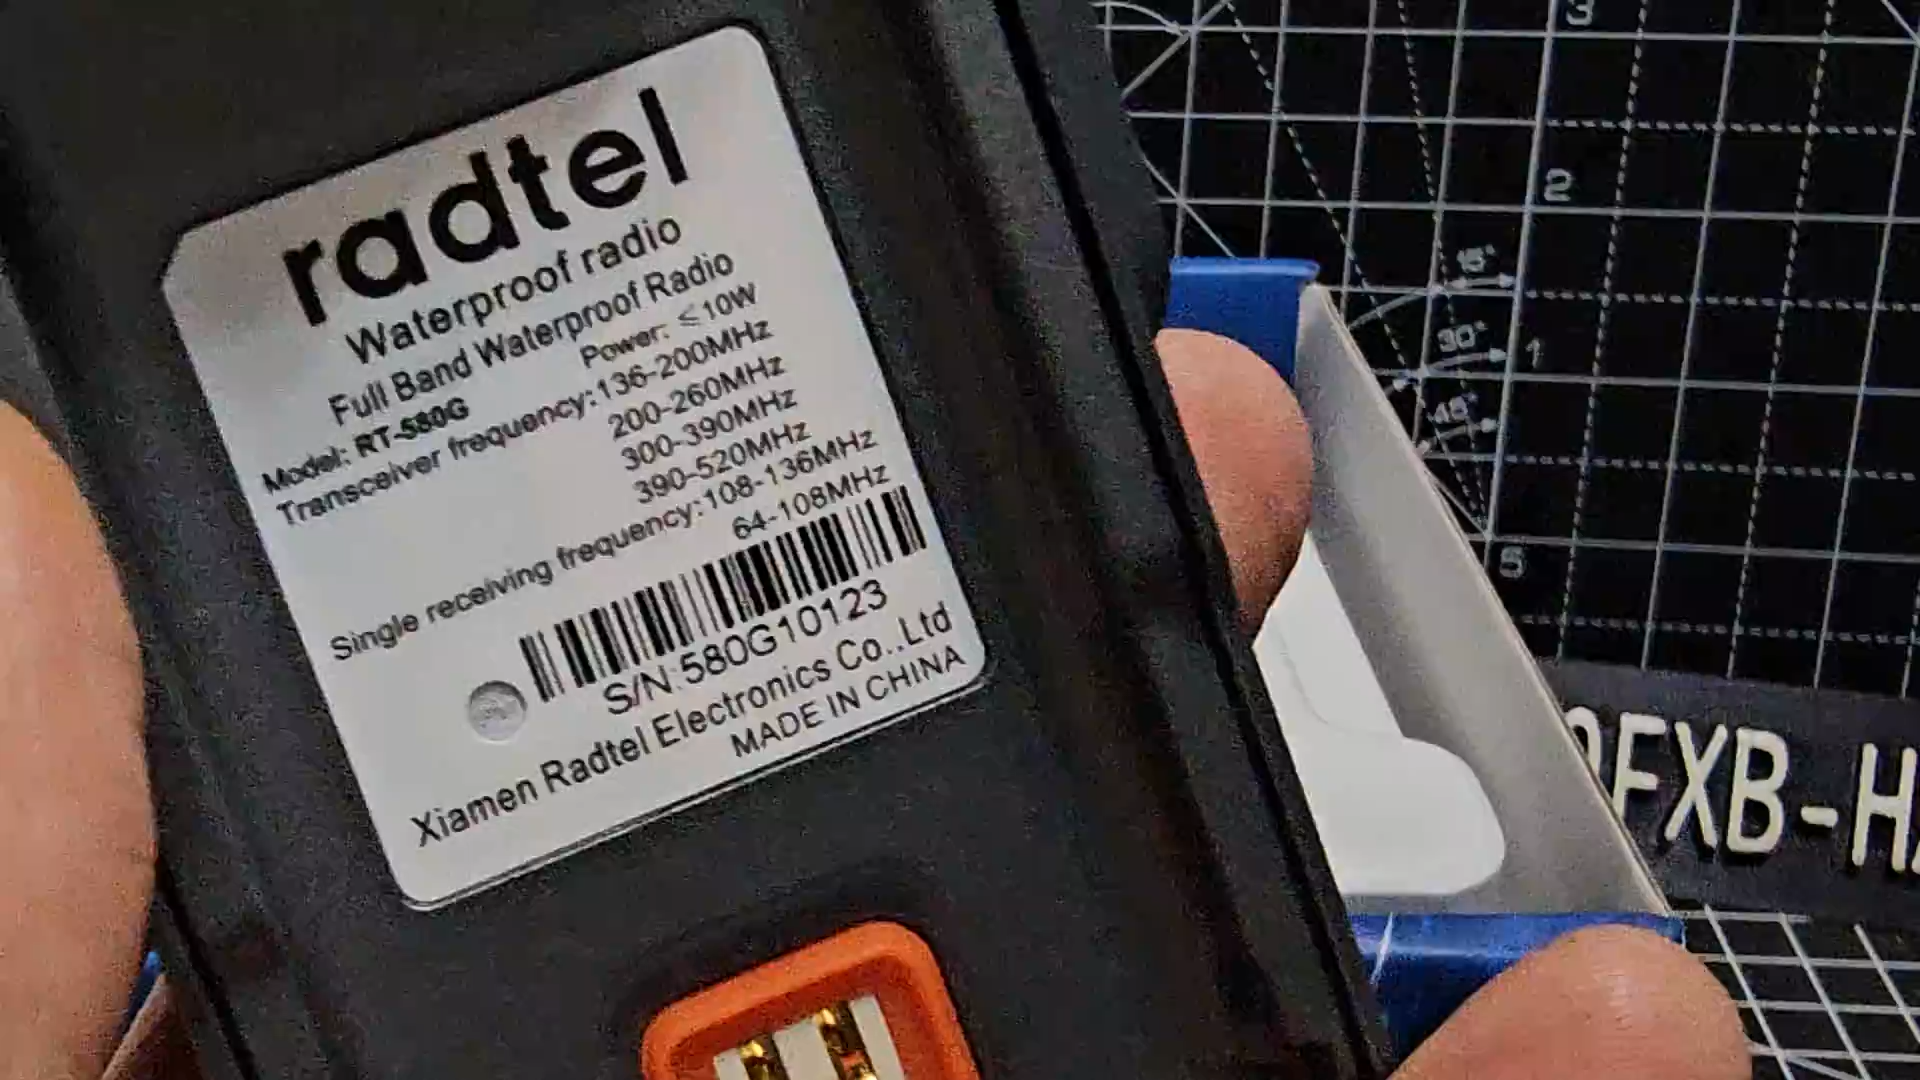 radtel
Waterproof radio
Full Band Waterproof Radio
Power: ≤10W
Model: RT-580G
Transceiver frequency:136-200MHz
200-260MHz
300-390MHz
390-520MHz
Single receiving frequency:108-136MHz
64-108MHz
S/N:580G10123
Xiamen Radtel Electronics Co.,Ltd
MADE IN CHINA
3
2
15°
30°
1
45°
FXB-H